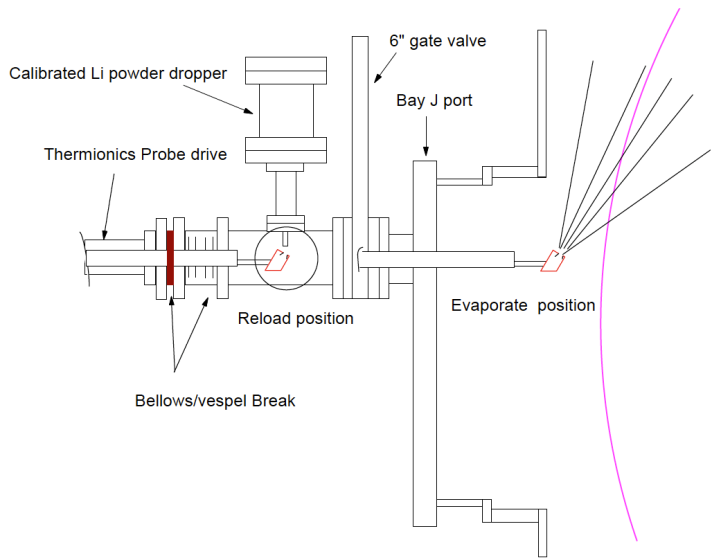 6" gate valve
Calibrated Li powder dropper
Bay J port
Thermionics Probe drive
Evaporate position
Reload position
Bellows/vespel Break